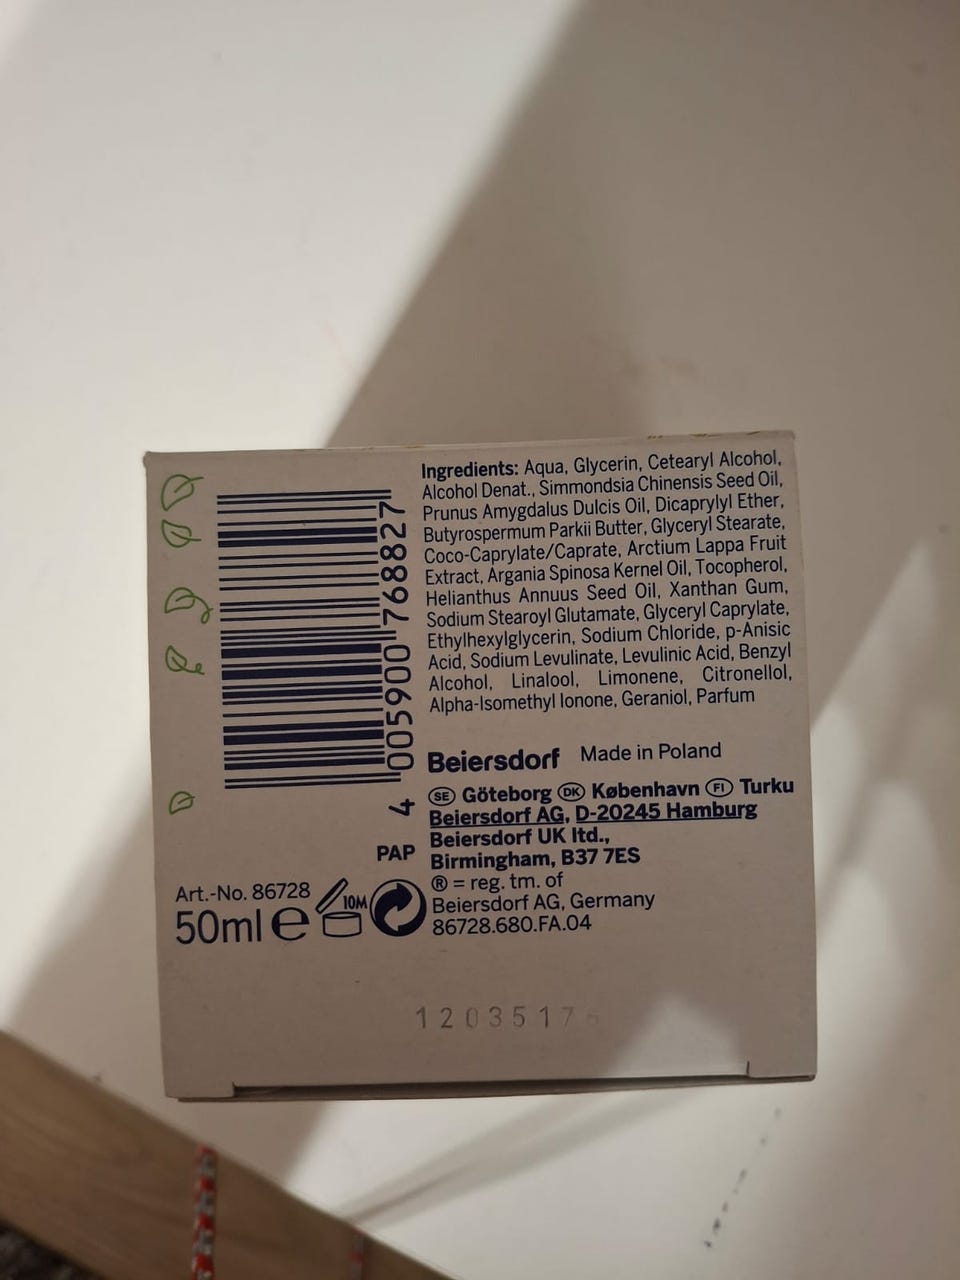 Ingredients: Aqua, Glycerin, Cetearyl Alcohol,
Alcohol Denat., Simmondsia Chinensis Seed Oil,
Prunus Amygdalus Dulcis Oil, Dicaprylyl Ether,
Butyrospermum Parkii Butter, Glyceryl Stearate,
Coco-Caprylate/Caprate, Arctium Lappa Fruit
Extract, Argania Spinosa Kernel Oil, Tocopherol,
Helianthus Annuus Seed Oil, Xanthan Gum,
Sodium Stearoyl Glutamate, Glyceryl Caprylate,
Ethylhexylglycerin, Sodium Chloride, p-Anisic
Acid, Sodium Levulinate, Levulinic Acid, Benzyl
Alcohol, Linalool, Limonene, Citronellol,
Alpha-Isomethyl Ionone, Geraniol, Parfum
4 005900 768827
Beiersdorf Made in Poland
SE Göteborg DK København FI Turku
Beiersdorf AG, D-20245 Hamburg
Beiersdorf UK ltd.,
Birmingham, B37 7ES
® = reg. tm. of
Beiersdorf AG, Germany
86728.680.FA.04
PAP
Art.-No. 86728
50ml e
10M